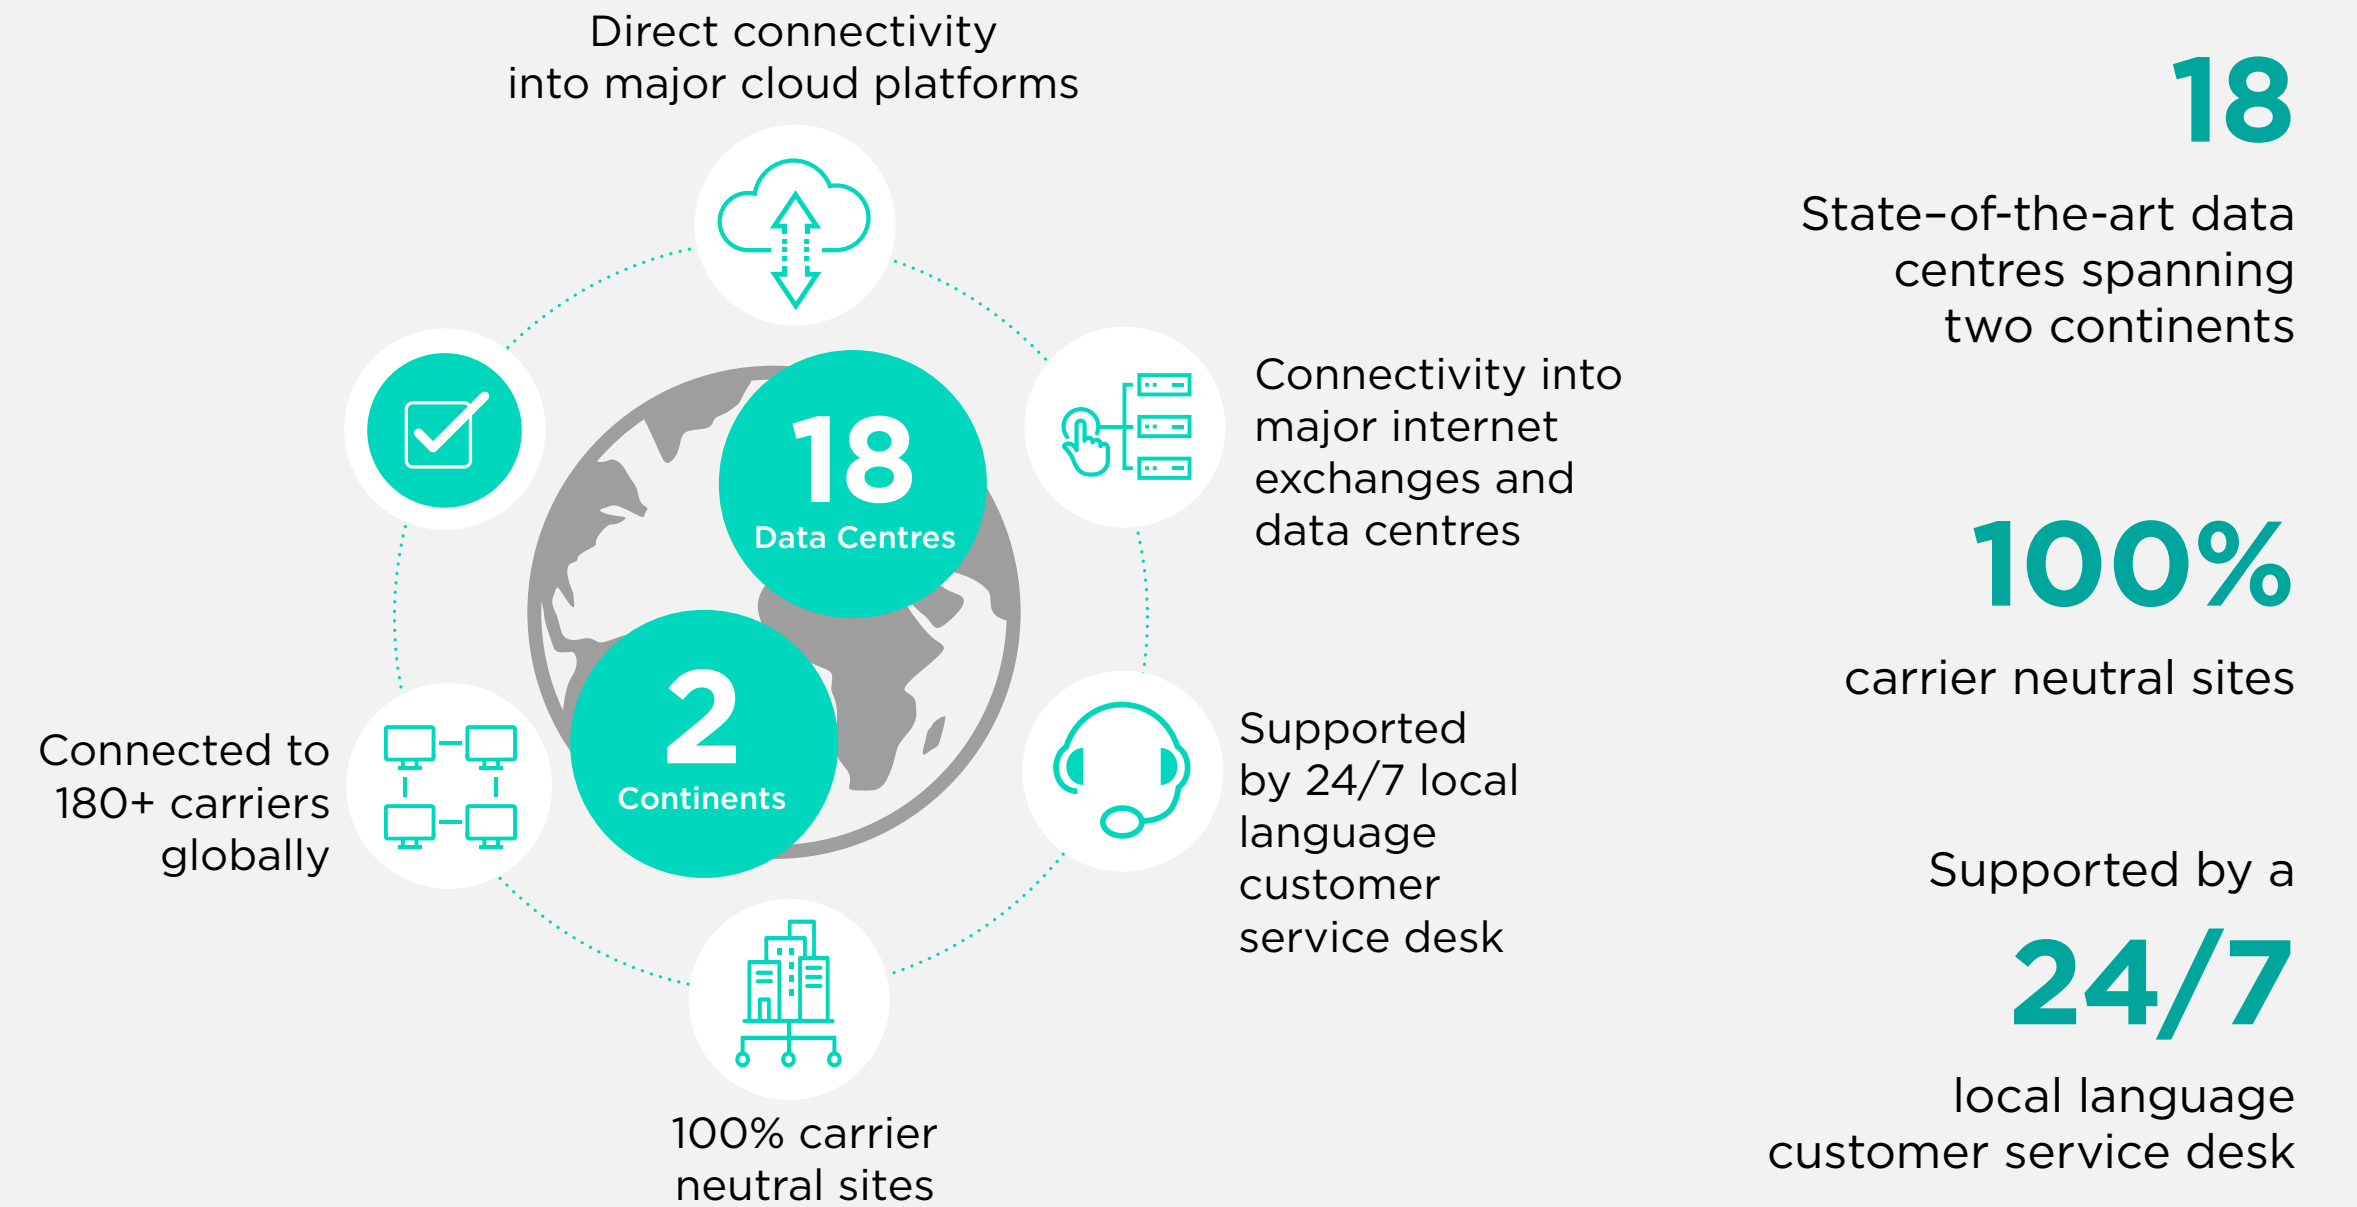 Direct connectivity
into major cloud platforms
18
Data Centres
2
Continents
Connectivity into
major internet
exchanges and
data centres
Supported
by 24/7 local
language
customer
service desk
100% carrier
neutral sites
Connected to
180+ carriers
globally
18
State–of-the-art data
centres spanning
two continents
100%
carrier neutral sites
Supported by a
24/7
local language
customer service desk